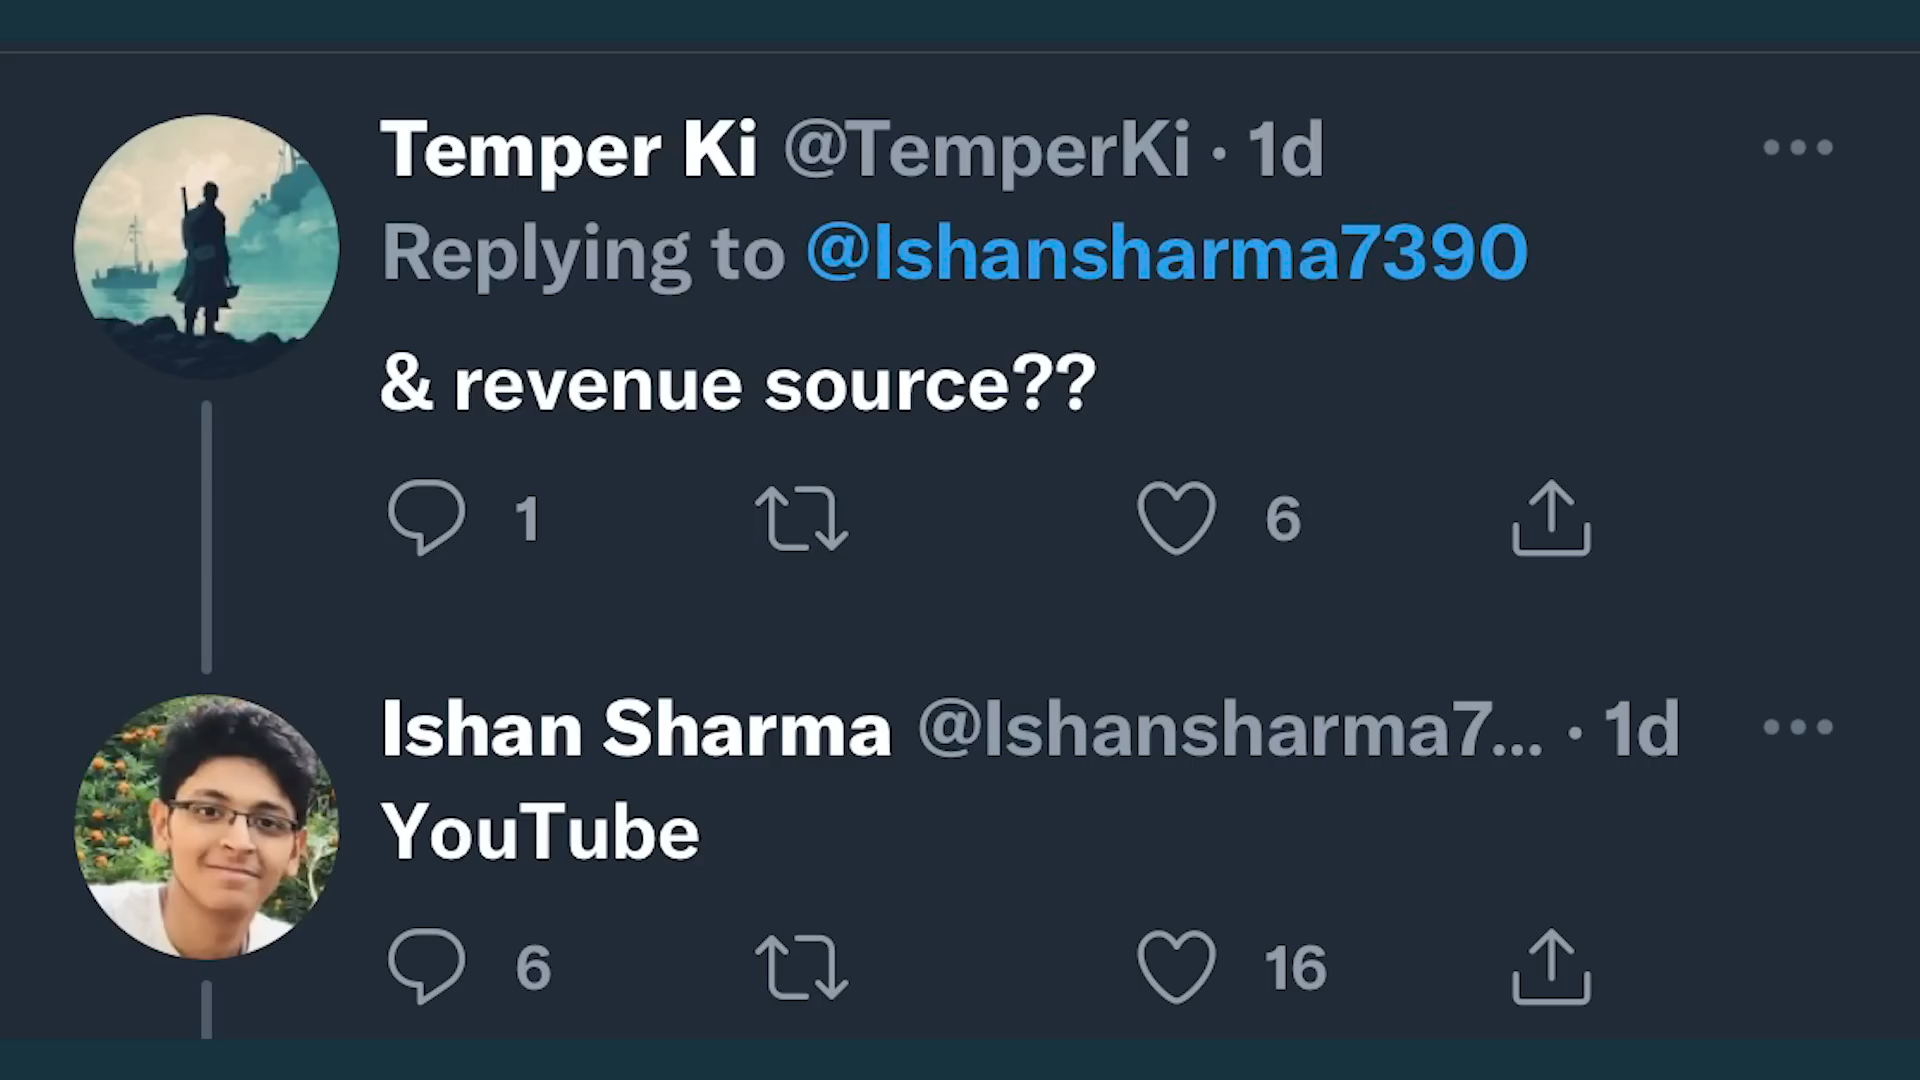 Temper Ki @TemperKi · 1d
Replying to @Ishansharma7390
& revenue source??
1 6
Ishan Sharma @Ishansharma7... · 1d
YouTube
6 16